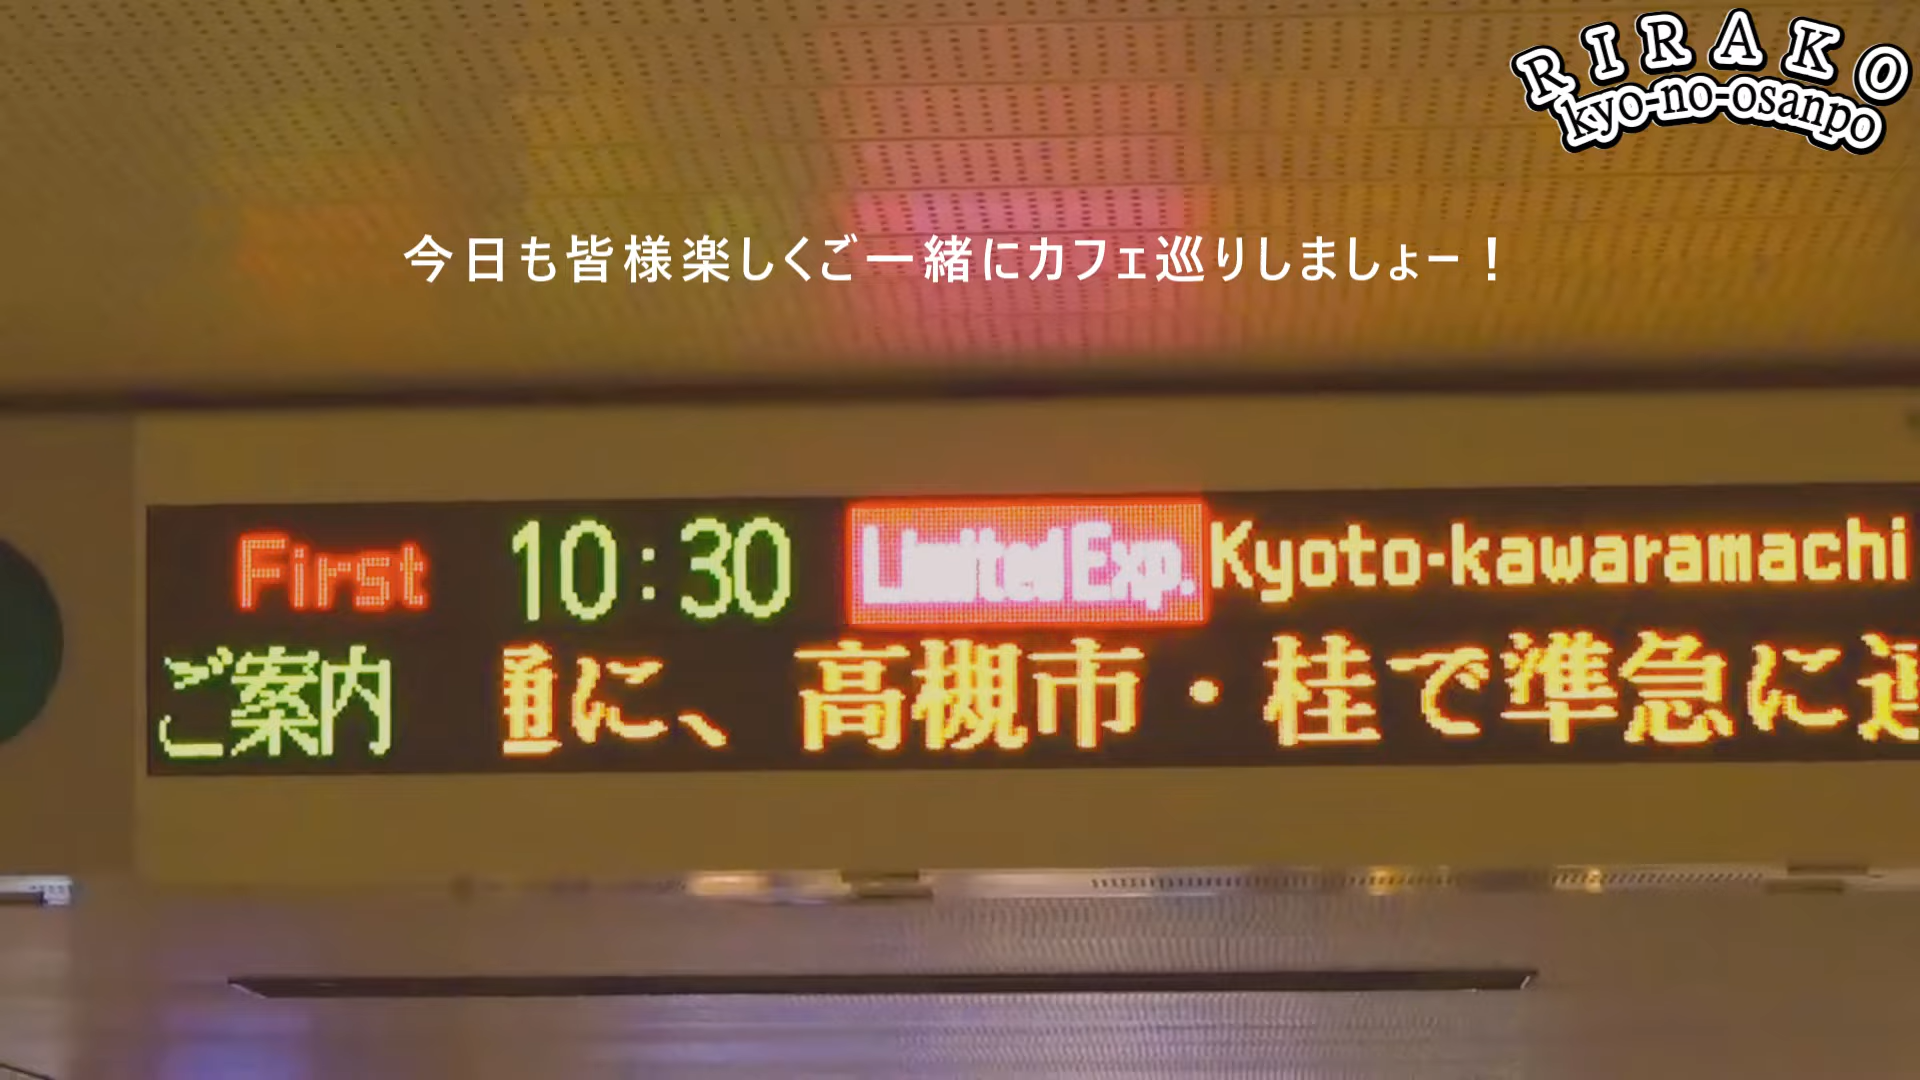 RIRAKO
kyo-no-osanpo
今日も皆様楽しくご一緒にカフェ巡りしましょー！
First 10:30 Limited Exp. Kyoto-kawaramachi
ご案内 に、高槻市・桂で準急に